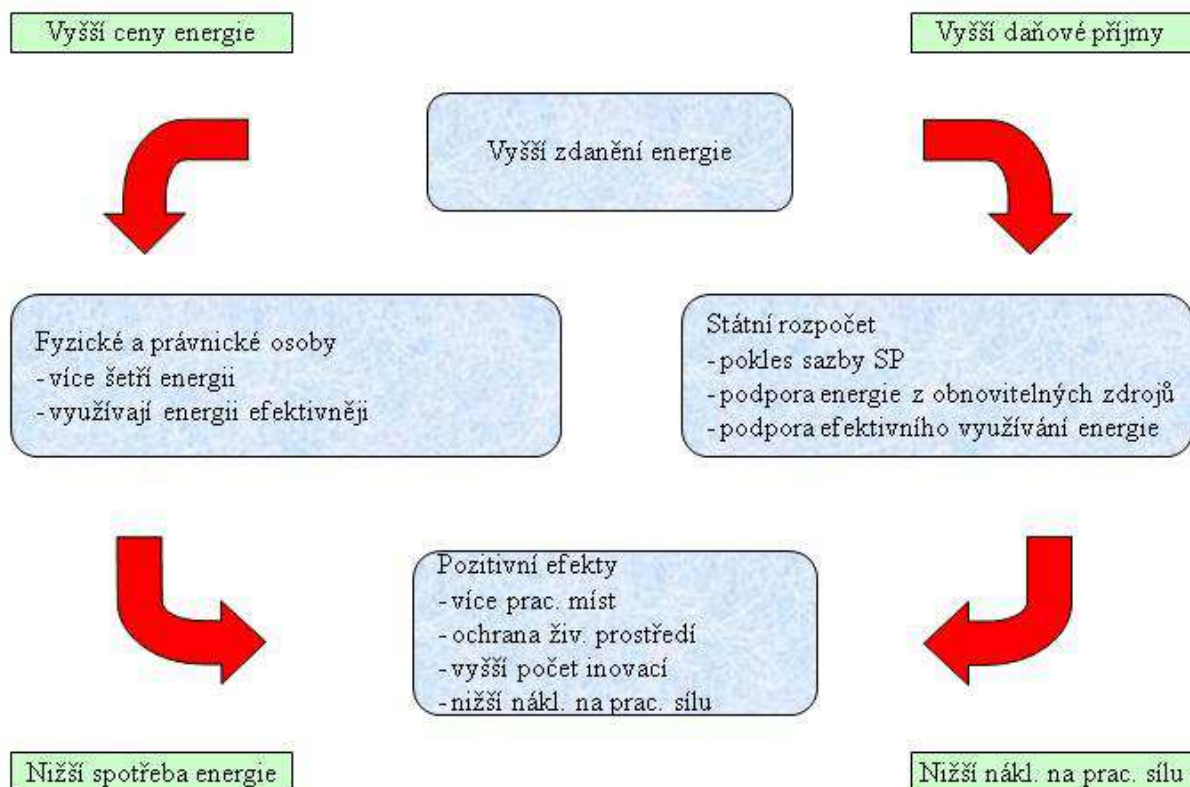 Vyšší ceny energie
Vyšší daňové příjmy
Vyšší zdanění energie
Fyzické a právnické osoby
- více šetří energii
- využívají energii efektivněji
Státní rozpočet
- pokles sazby SP
- podpora energie z obnovitelných zdrojů
- podpora efektivního využívání energie
Pozitivní efekty
- více prac. míst
- ochrana živ. prostředí
- vyšší počet inovací
- nižší nákl. na prac. sílu
Nižší spotřeba energie
Nižší nákl. na prac. sílu